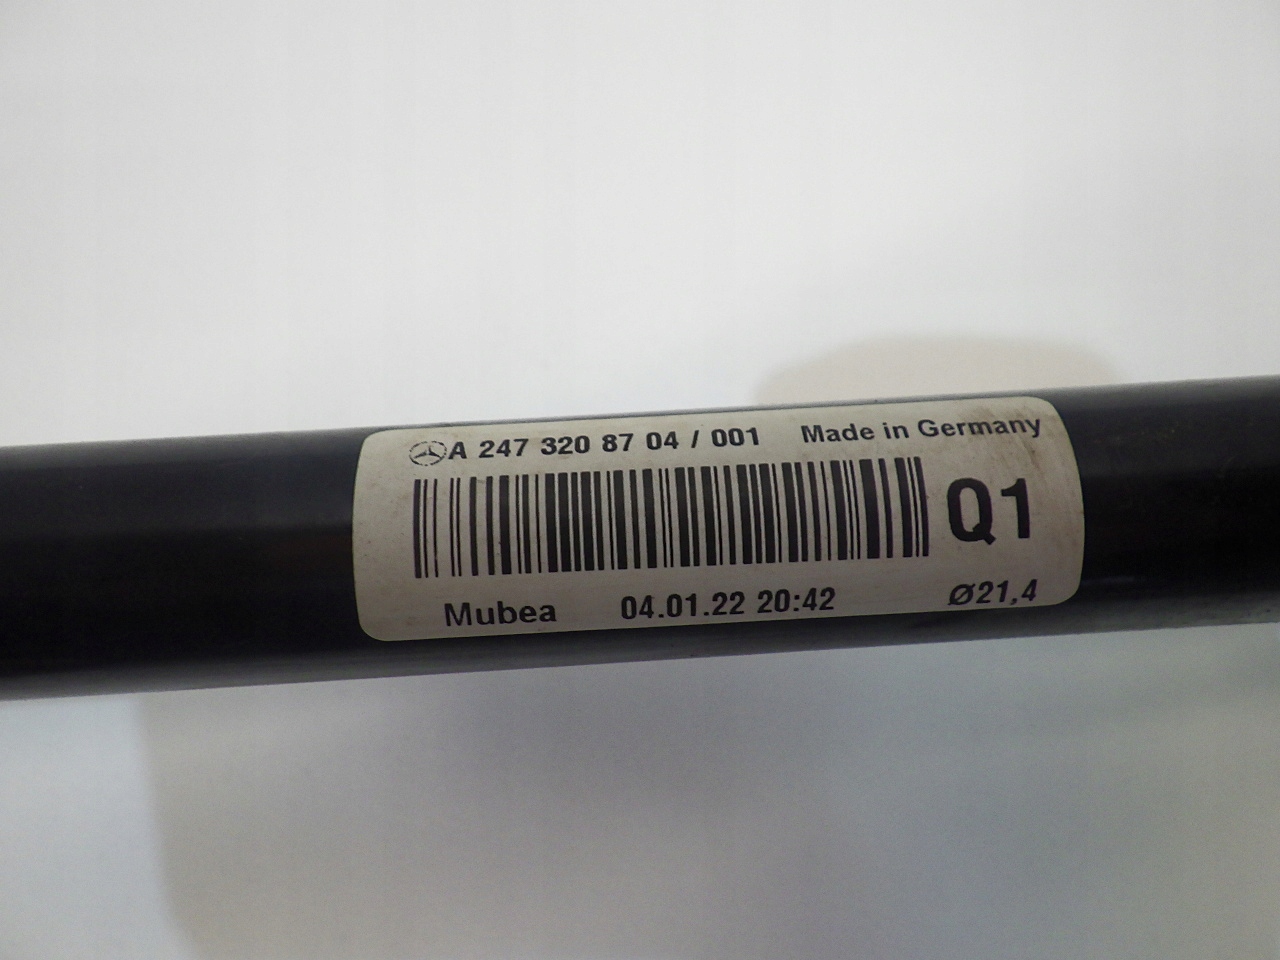 A 247 320 87 04 / 001 Made in Germany
Q1
Mubea 04.01.22 20:42 Ø21,4